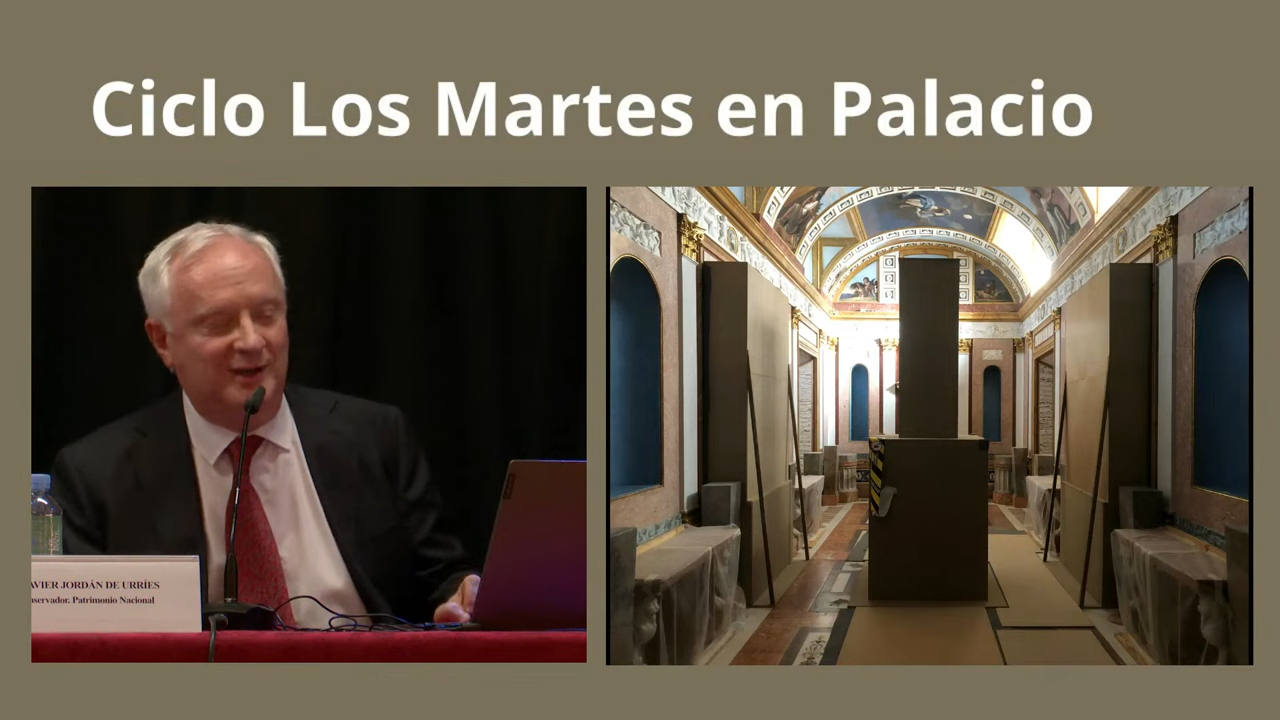 Ciclo Los Martes en Palacio
AVIER JORDÁN DE URRÍES
nservador. Patrimonio Nacional